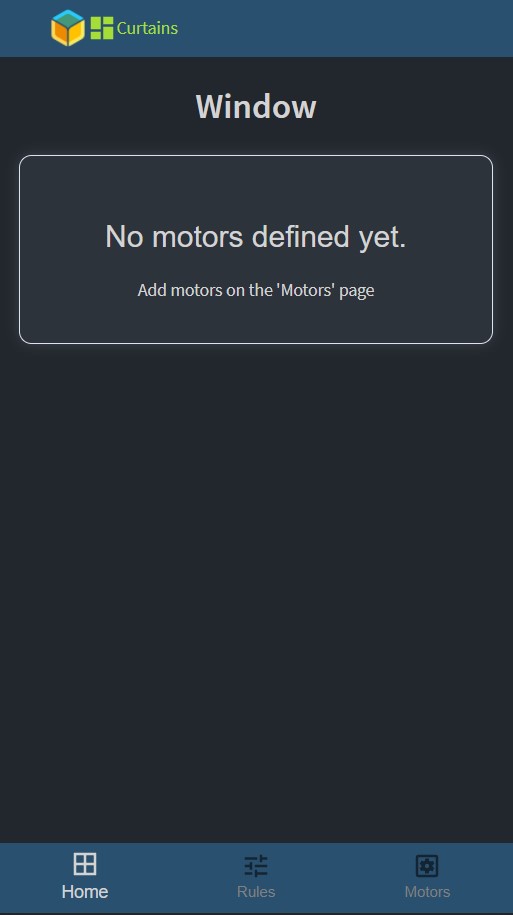 Curtains
Window
No motors defined yet.
Add motors on the 'Motors' page
Home
Rules
Motors